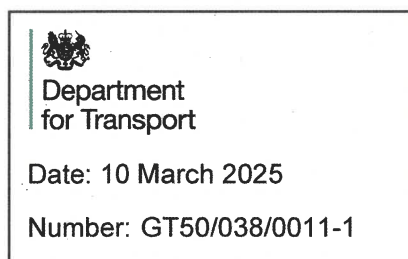 Department
for Transport
Date: 10 March 2025
Number: GT50/038/0011-1